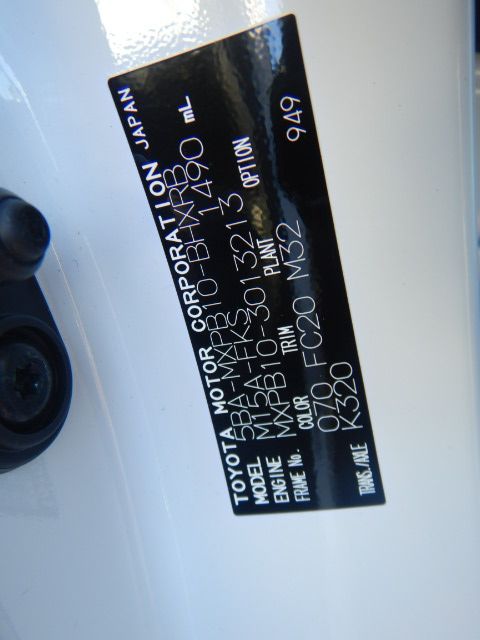 TOYOTA MOTOR CORPORATION JAPAN
MODEL 5BA-MXPB10-BHXRB
ENGINE M15A-FKS 1490 mL
FRAME No. MXPB10-3013213
COLOR TRIM PLANT OPTION
070 FC20 M32 949
TRANS./AXLE K320